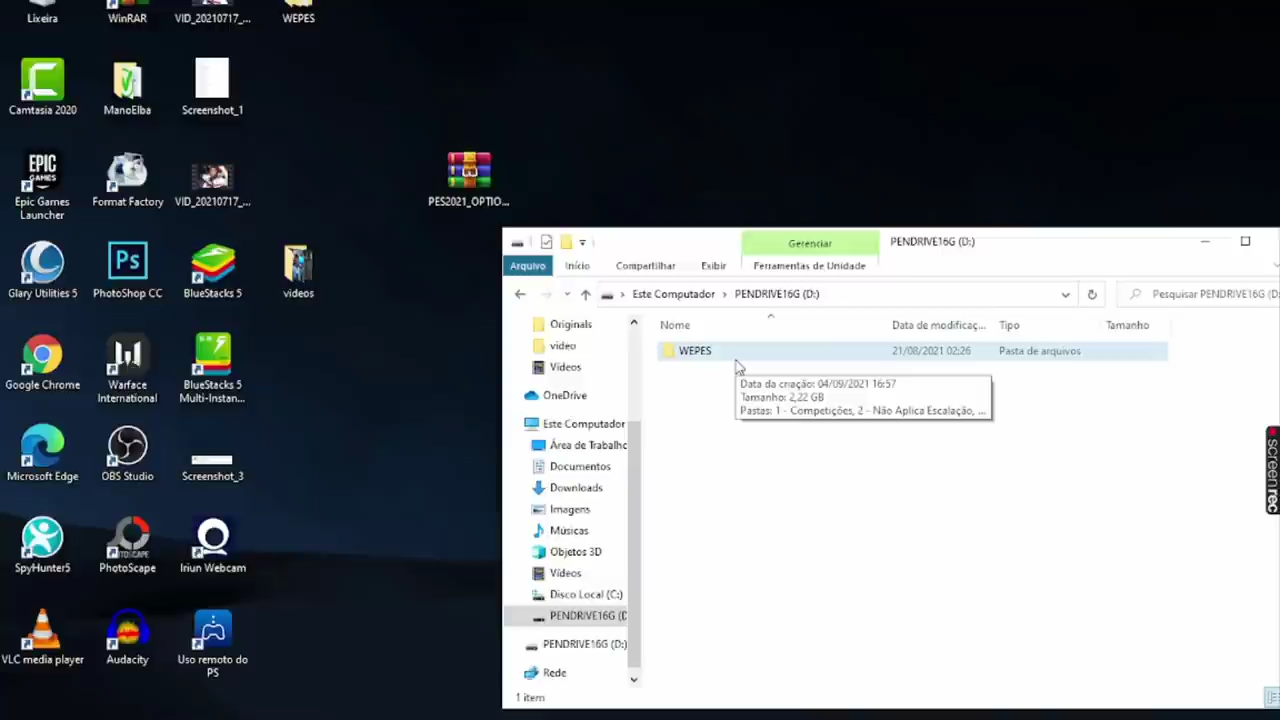 Lixeira
WinRAR
VID_20210717_...
WEPES
Camtasia 2020
ManoElba
Screenshot_1
EPIC
GAMES
Epic Games
Launcher
Format Factory
VID_20210717_...
PES2021_OPTIO...
Ps
Glary Utilities 5
PhotoShop CC
BlueStacks 5
videos
Google Chrome
Warface
International
BlueStacks 5
Multi-Instan...
Microsoft Edge
OBS Studio
Screenshot_3
SpyHunter5
PHOTOSCAPE
PhotoScape
Iriun Webcam
VLC media player
Audacity
Uso remoto do
PS
Gerenciar
PENDRIVE16G (D:)
Arquivo
Início
Compartilhar
Exibir
Ferramentas de Unidade
Este Computador
PENDRIVE16G (D:)
Pesquisar PENDRIVE16G (D:
Originals
video
Vídeos
OneDrive
Este Computador
Área de Trabalho
Documentos
Downloads
Imagens
Músicas
Objetos 3D
Vídeos
Disco Local (C:)
PENDRIVE16G (D
PENDRIVE16G (D:)
Rede
1 item
Nome
Data de modificaç...
Tipo
Tamanho
WEPES
21/08/2021 02:26
Pasta de arquivos
Data da criação: 04/09/2021 16:57
Tamanho: 2,22 GB
Pastas: 1 - Competições, 2 - Não Aplica Escalação, ...
screenrec